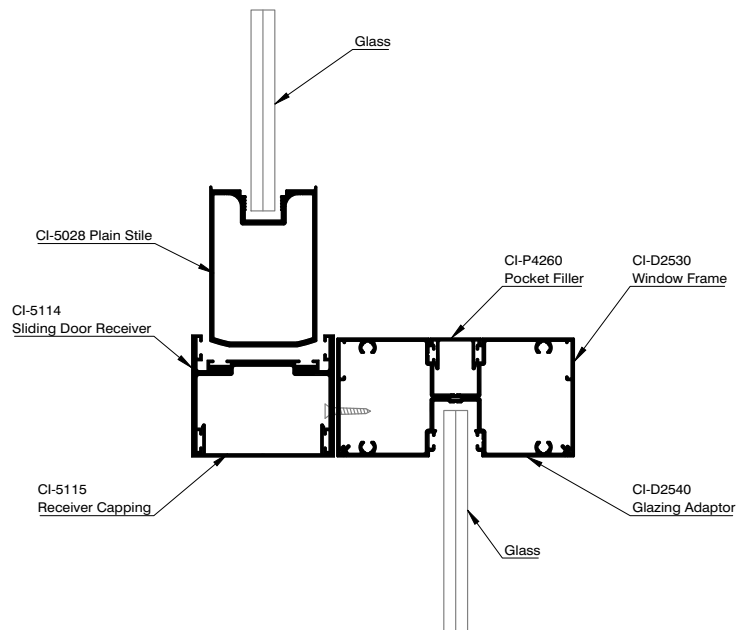 Glass
CI-5028 Plain Stile
CI-P4260
Pocket Filler
CI-D2530
Window Frame
CI-5114
Sliding Door Receiver
CI-5115
Receiver Capping
CI-D2540
Glazing Adaptor
Glass